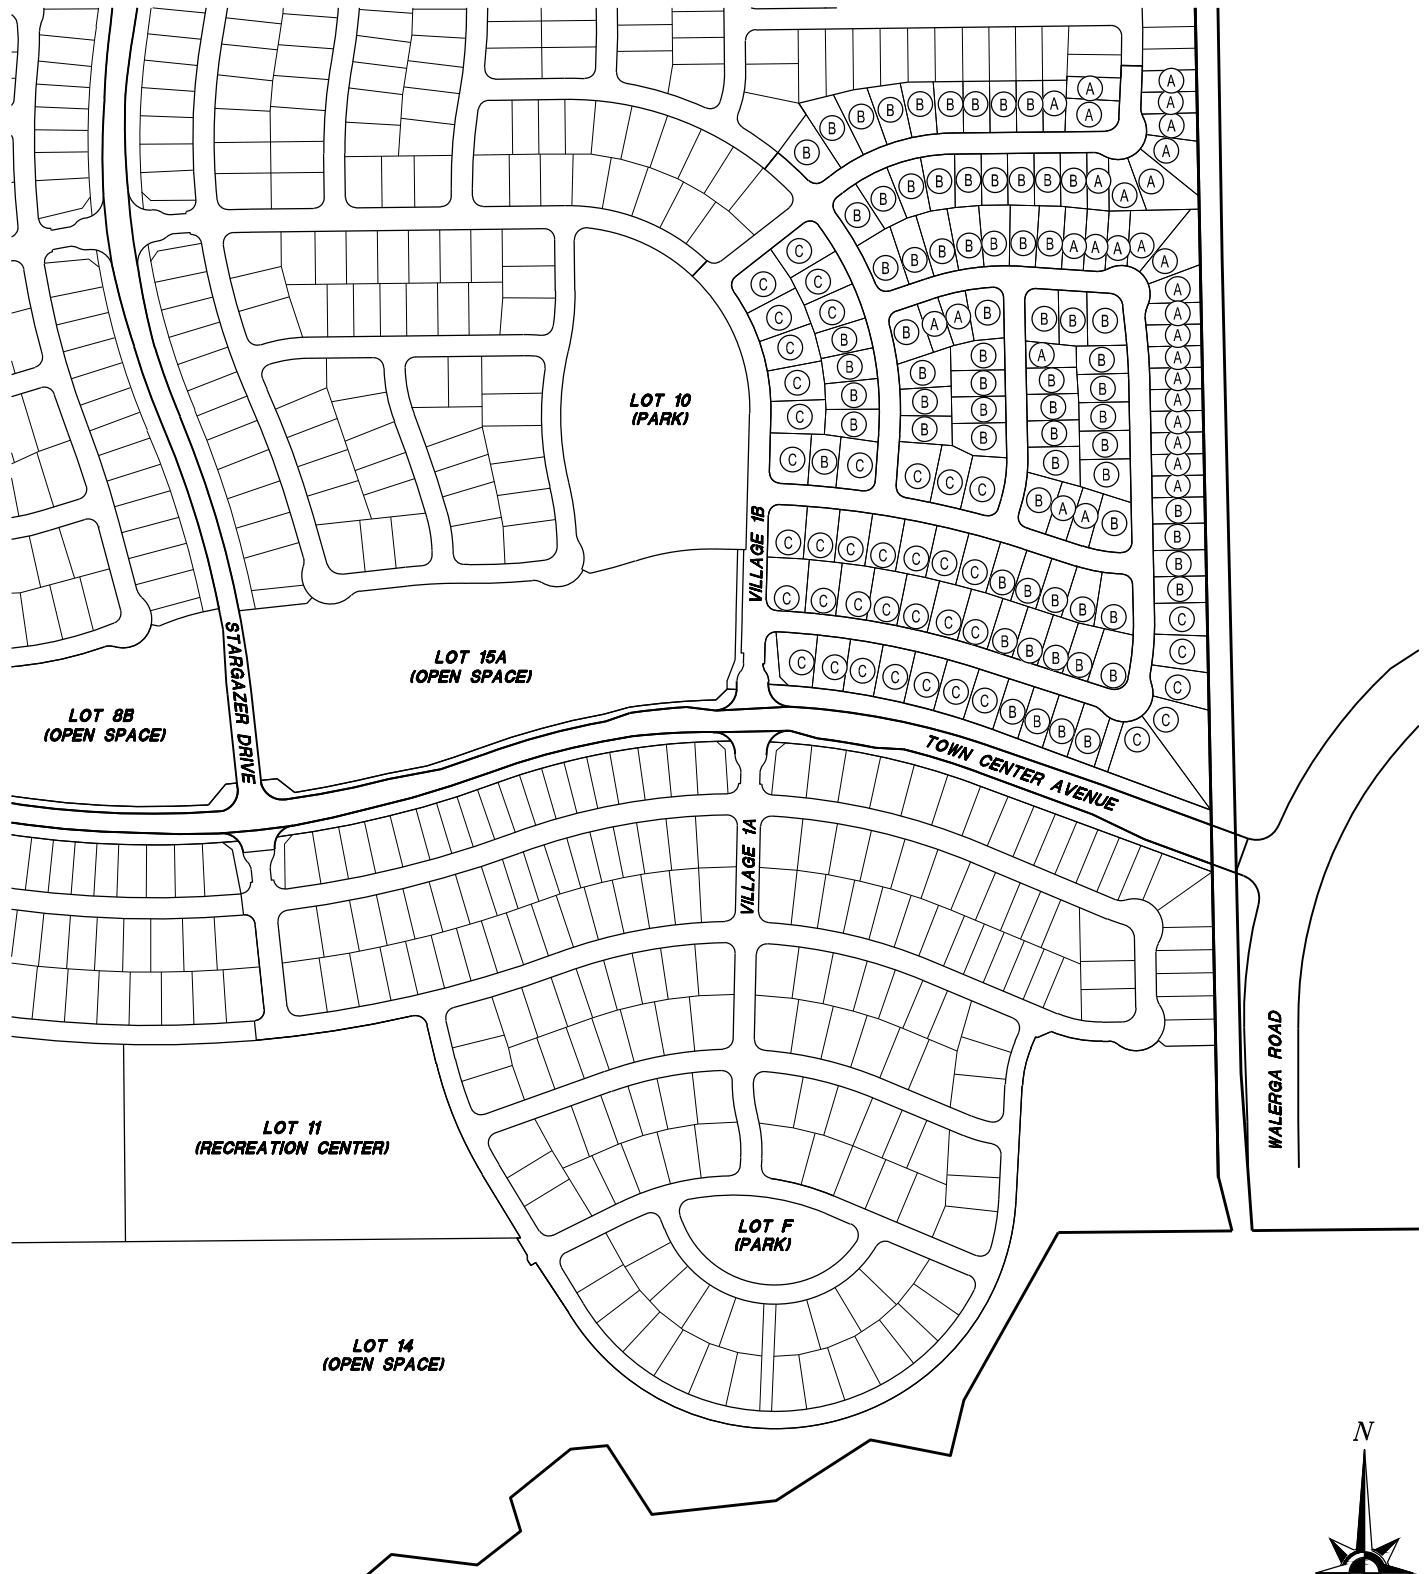 A
A
A
A
B B B B B B B B B A A A
B B B B B B B B B A A A
B B B B B B B A A A A A
C
C C
C C
C B
C B
C B
C B
C B C
B A A B
B B
B B
B B
B
C C C
B B B
A B
B B
B B
B B
B B
B A A B
A
A
A
A
A
A
A
A
A
A
B
B
B
B
C
C
C
C
C C C C C C C B B B B B
C C C C C C C B B B B B
C C C C C C C B B B B C
LOT 10
(PARK)
VILLAGE 1B
STARGAZER DRIVE
LOT 15A
(OPEN SPACE)
LOT 8B
(OPEN SPACE)
TOWN CENTER AVENUE
VILLAGE 1A
WALERGA ROAD
LOT 11
(RECREATION CENTER)
LOT F
(PARK)
LOT 14
(OPEN SPACE)
N